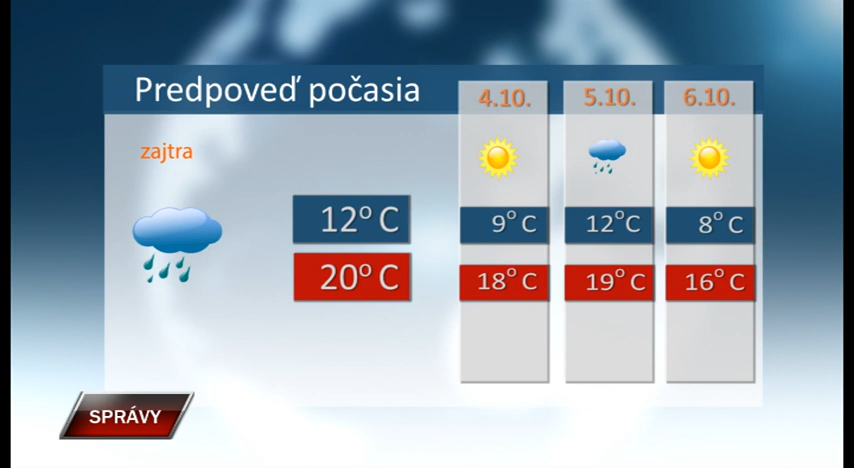 Predpoveď počasia
4.10. 5.10. 6.10.
zajtra
12° C 9° C 12°C 8° C
20° C 18° C 19° C 16° C
SPRÁVY